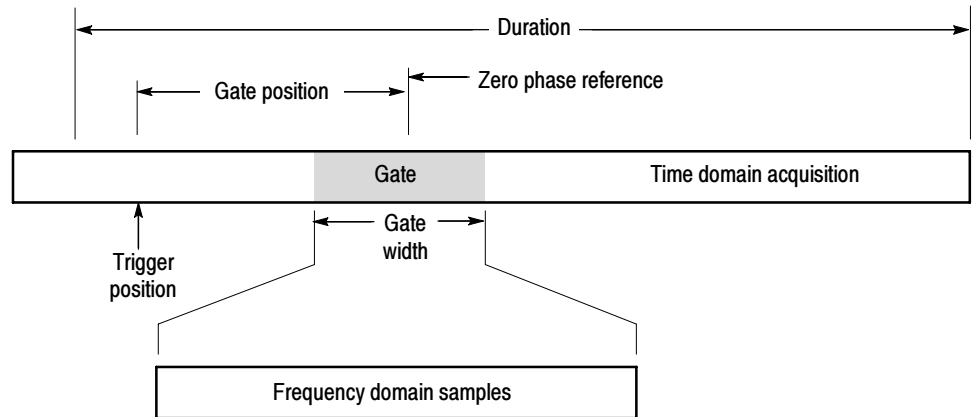 Duration
Zero phase reference
Gate position
Gate
Time domain acquisition
Gate
width
Trigger
position
Frequency domain samples